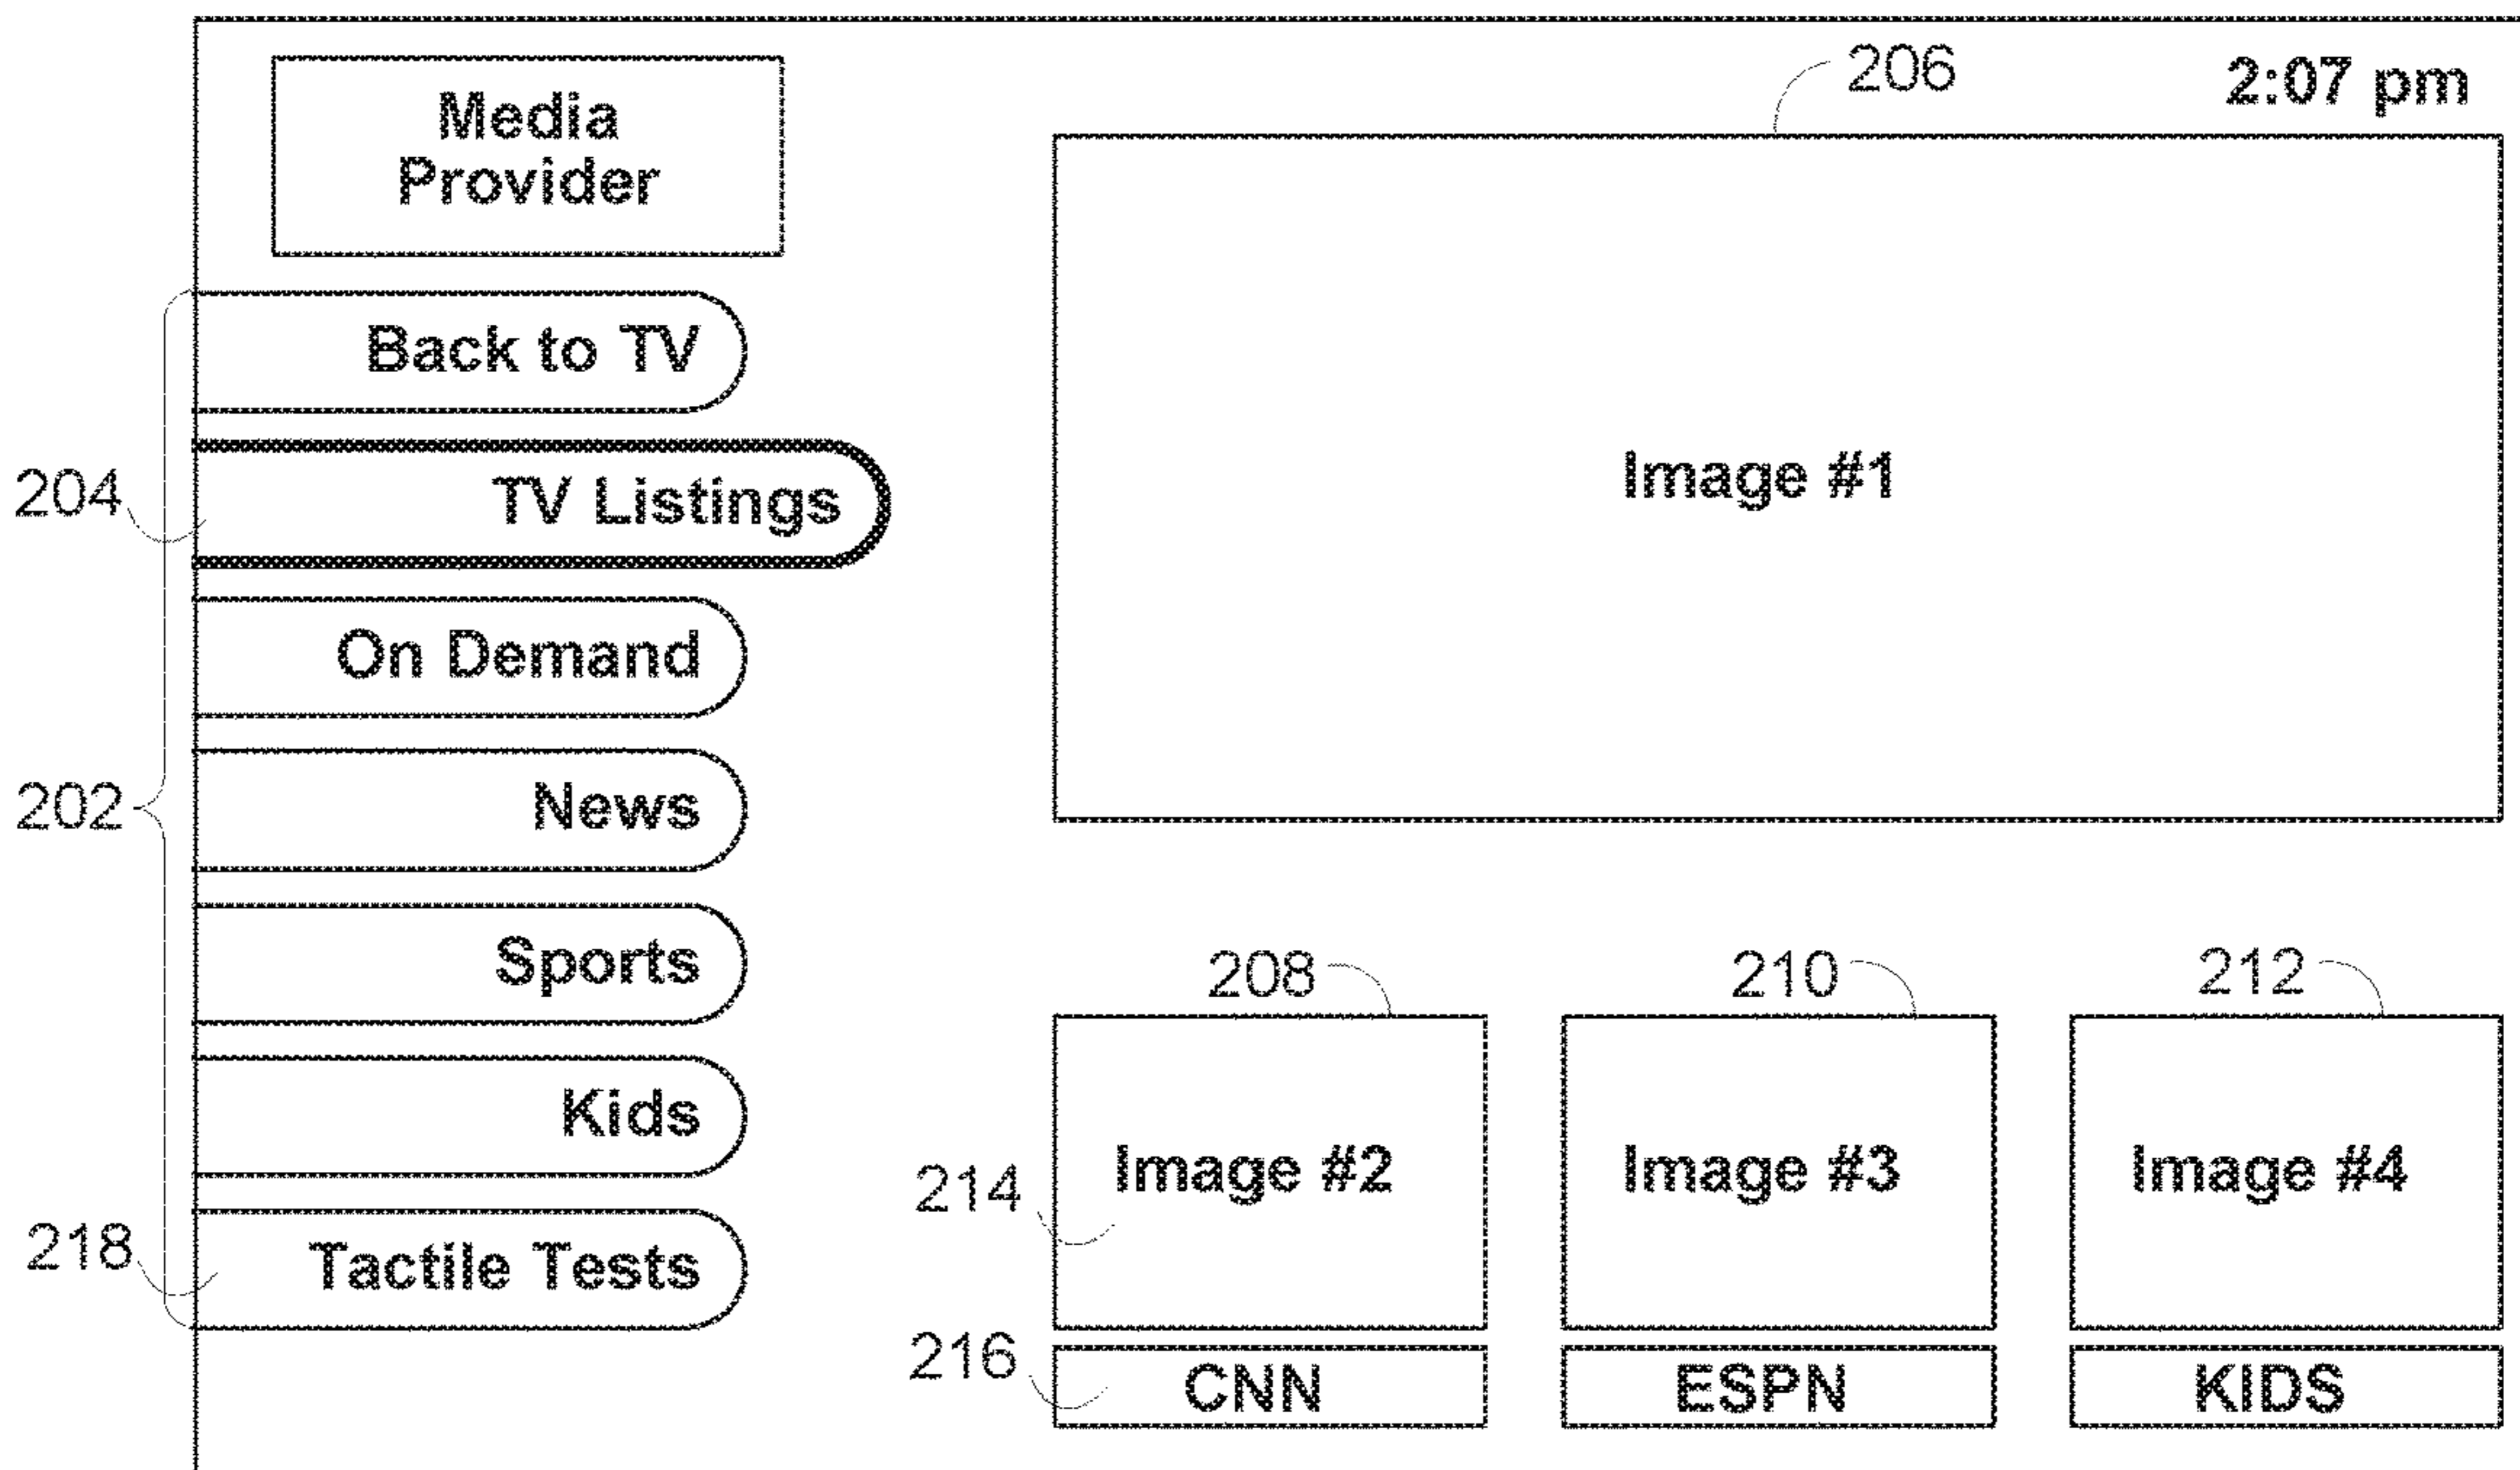 206
2:07 pm
Media
Provider
Back to TV
204
TV Listings
Image #1
On Demand
202
News
Sports
208
210
212
Kids
214
Image #2
Image #3
Image #4
218
Tactile Tests
216
CNN
ESPN
KIDS